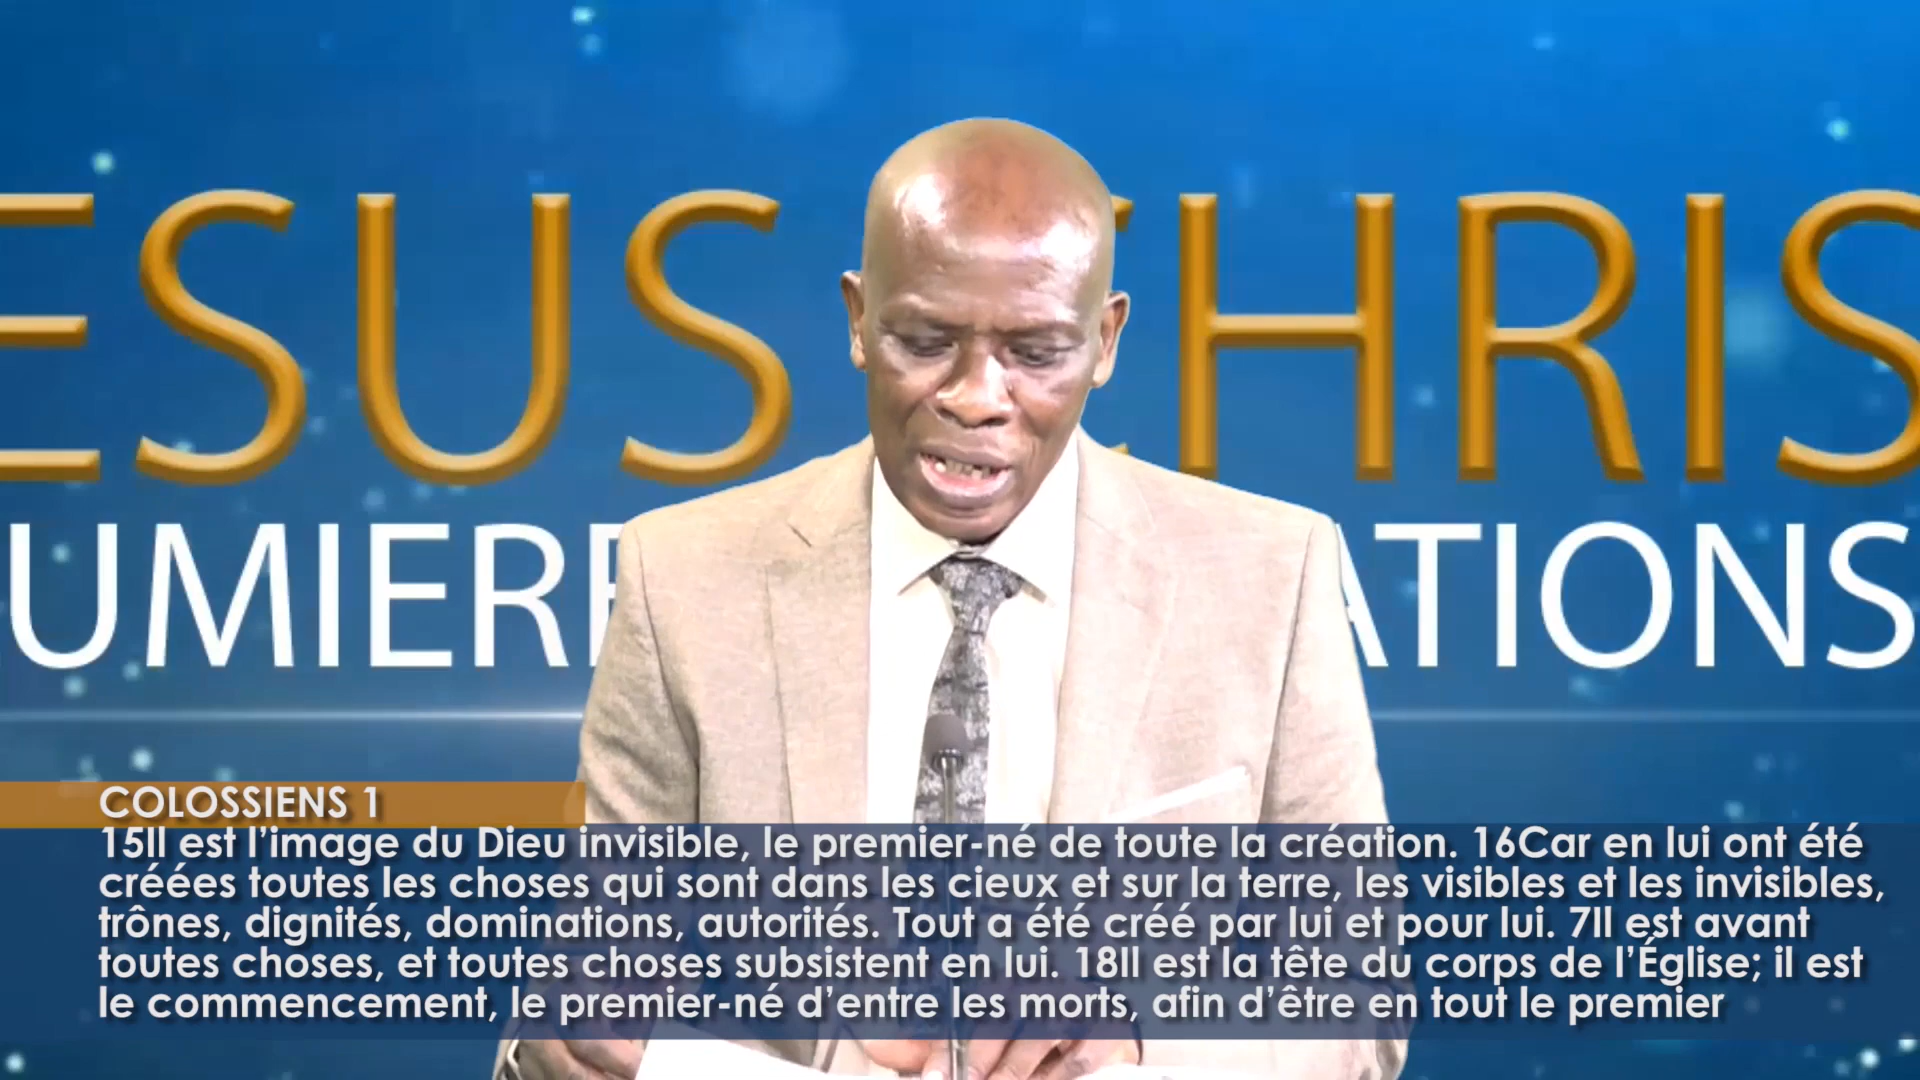 ESUS CHRIS
UMIERE ATIONS
COLOSSIENS 1
15Il est l’image du Dieu invisible, le premier-né de toute la création. 16Car en lui ont été
créées toutes les choses qui sont dans les cieux et sur la terre, les visibles et les invisibles,
trônes, dignités, dominations, autorités. Tout a été créé par lui et pour lui. 7Il est avant
toutes choses, et toutes choses subsistent en lui. 18Il est la tête du corps de l’Église; il est
le commencement, le premier-né d’entre les morts, afin d’être en tout le premier